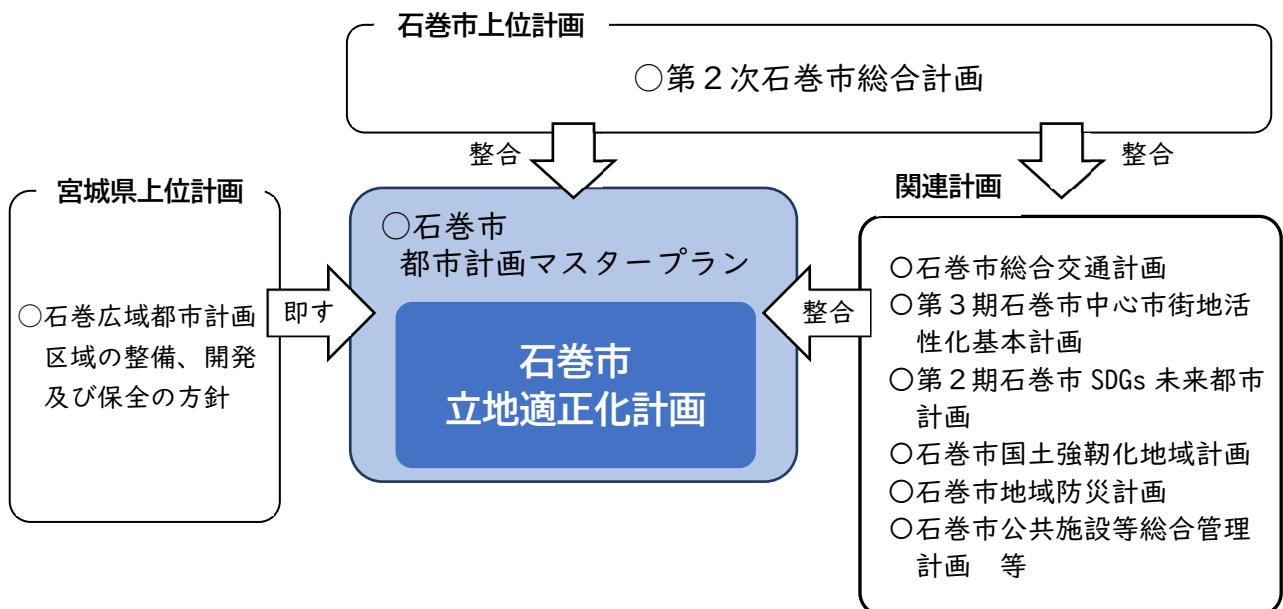 石巻市上位計画
○第２次石巻市総合計画
整合
整合
宮城県上位計画
○石巻広域都市計画
区域の整備、開発
及び保全の方針
即す
○石巻市
都市計画マスタープラン
石巻市
立地適正化計画
整合
関連計画
○石巻市総合交通計画
○第３期石巻市中心市街地活
性化基本計画
○第２期石巻市 SDGs 未来都市
計画
○石巻市国土強靭化地域計画
○石巻市地域防災計画
○石巻市公共施設等総合管理
計画　等